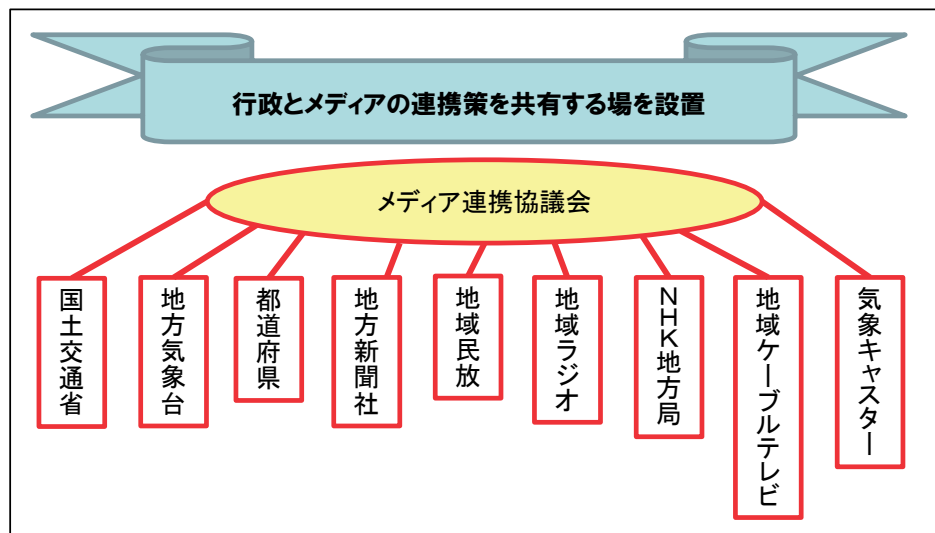 行政とメディアの連携策を共有する場を設置
メディア連携協議会
国土交通省
地方気象台
都道府県
地方新聞社
地域民放
地域ラジオ
NHK地方局
地域ケーブルテレビ
気象キャスター